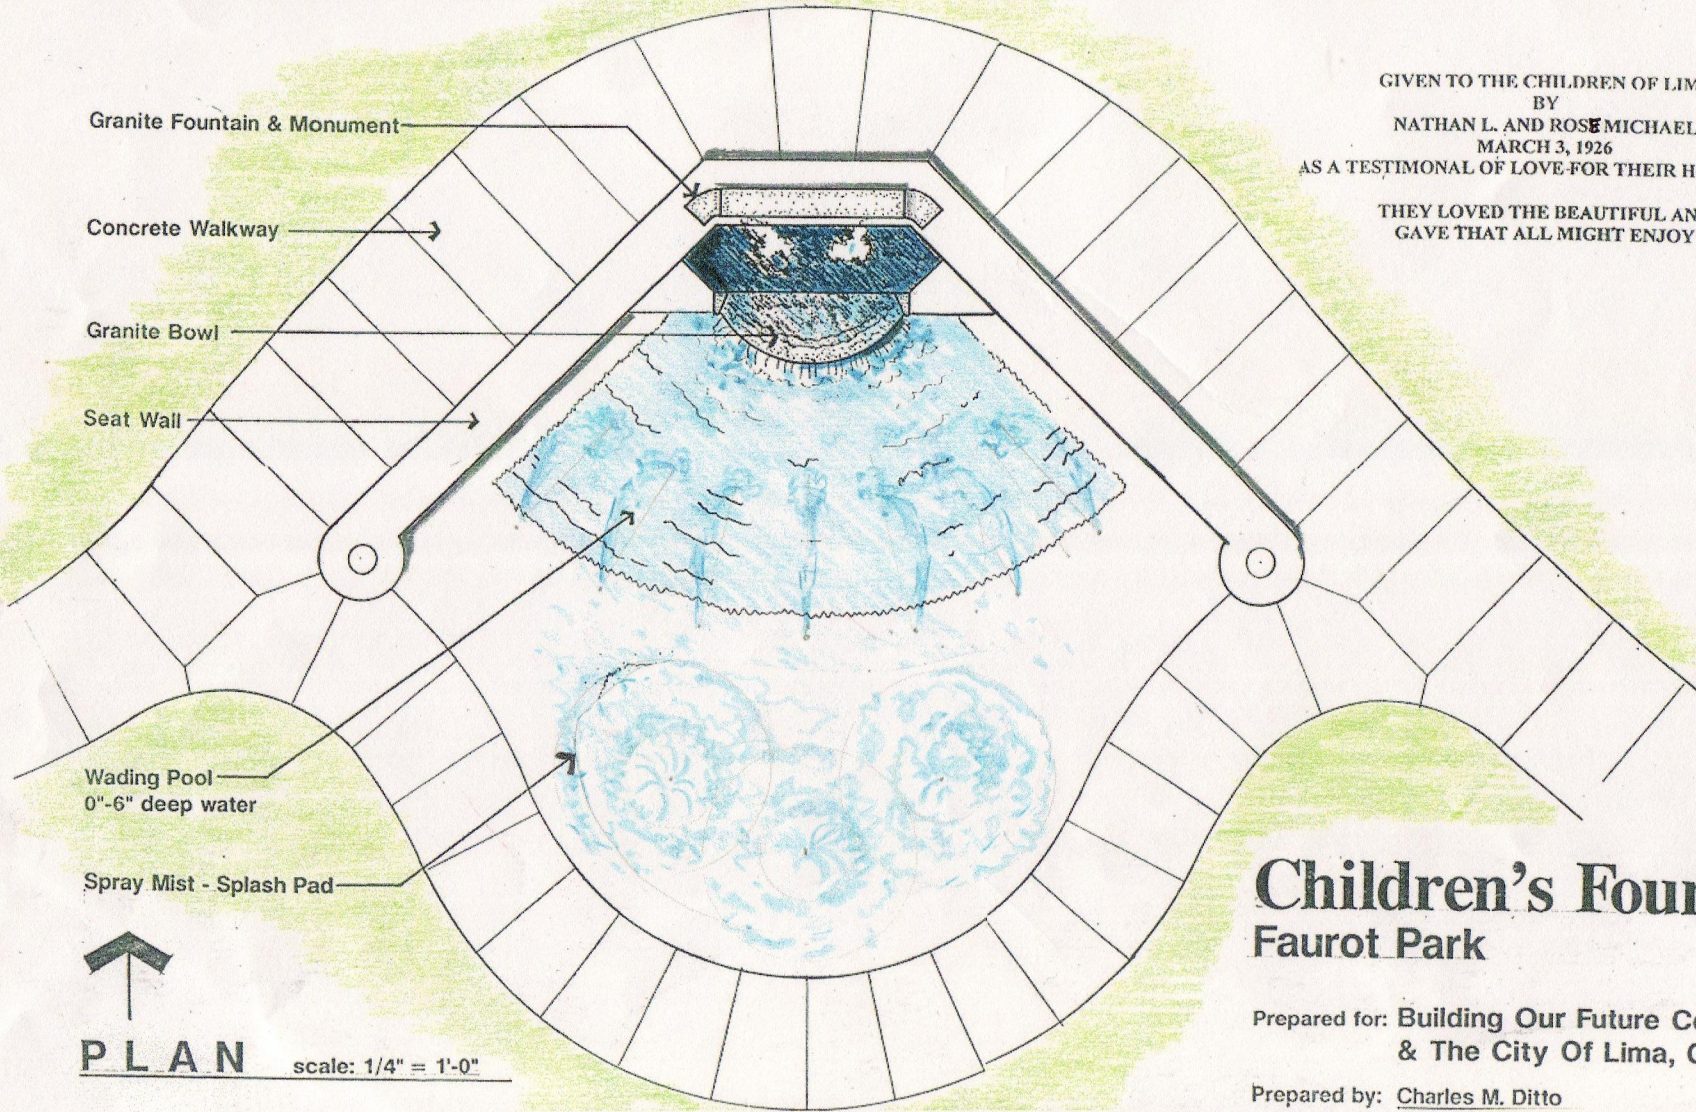 GIVEN TO THE CHILDREN OF LIM
BY
NATHAN L. AND ROSE MICHAEL
MARCH 3, 1926
AS A TESTIMONAL OF LOVE FOR THEIR H
THEY LOVED THE BEAUTIFUL AN
GAVE THAT ALL MIGHT ENJOY
Granite Fountain & Monument
Concrete Walkway
Granite Bowl
Seat Wall
Wading Pool
0"-6" deep water
Spray Mist - Splash Pad
PLAN scale: 1/4" = 1'-0"
Children's Foun
Faurot Park
Prepared for: Building Our Future Co
& The City Of Lima, O
Prepared by: Charles M. Ditto